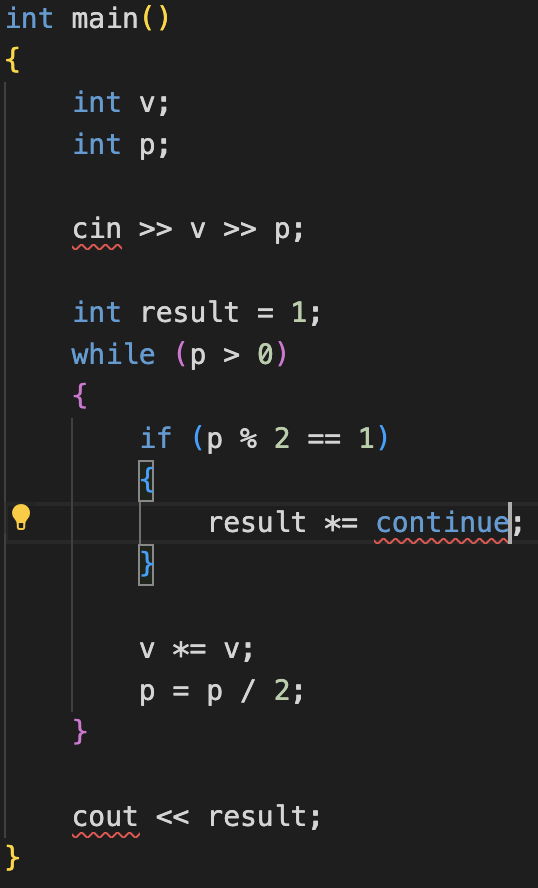 int main()
{
int v;
int p;
cin >> v >> p;
int result = 1;
while (p > 0)
{
if (p % 2 == 1)
{
result *= continue;
}
v *= v;
p = p / 2;
}
cout << result;
}